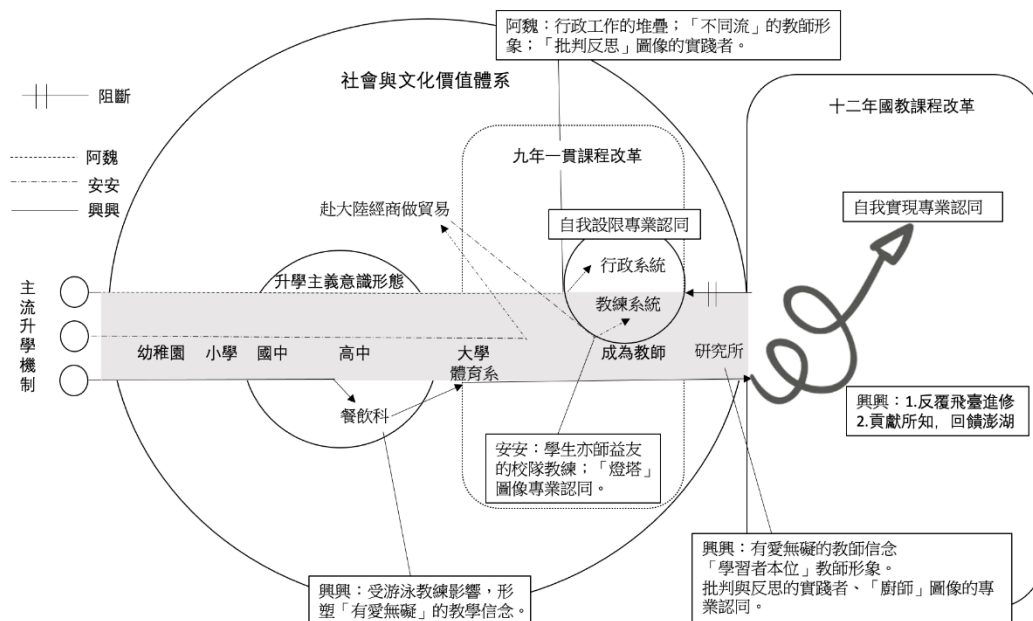 阿魏：行政工作的堆疊；「不同流」的教師形
象；「批判反思」圖像的實踐者。
社會與文化價值體系
阻斷
十二年國教課程改革
阿魏
安安
興興
九年一貫課程改革
赴大陸經商做貿易
自我設限專業認同
自我實現專業認同
行政系統
升學主義意識形態
教練系統
主流升學機制
幼稚園
小學
國中
高中
大學
體育系
成為教師
研究所
餐飲科
興興：1.反覆飛臺進修
2.貢獻所知，回饋澎湖
安安：學生亦師益友
的校隊教練；「燈塔」
圖像專業認同。
興興：有愛無礙的教師信念
「學習者本位」教師形象。
批判與反思的實踐者、「廚師」圖像的專
業認同。
興興：受游泳教練影響，形
塑「有愛無礙」的教學信念。